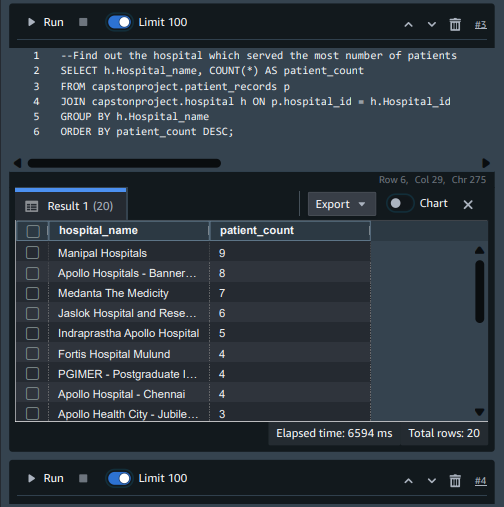 Run Limit 100 #3
1 --Find out the hospital which served the most number of patients
2 SELECT h.Hospital_name, COUNT(*) AS patient_count
3 FROM capstonproject.patient_records p
4 JOIN capstonproject.hospital h ON p.hospital_id = h.Hospital_id
5 GROUP BY h.Hospital_name
6 ORDER BY patient_count DESC;
Row 6, Col 29, Chr 275
Result 1 (20) Export Chart
hospital_name patient_count
Manipal Hospitals 9
Apollo Hospitals - Banner... 8
Medanta The Medicity 7
Jaslok Hospital and Rese... 6
Indraprastha Apollo Hospital 5
Fortis Hospital Mulund 4
PGIMER - Postgraduate I... 4
Apollo Hospital - Chennai 4
Apollo Health City - Jubile... 3
Elapsed time: 6594 ms Total rows: 20
Run Limit 100 #4